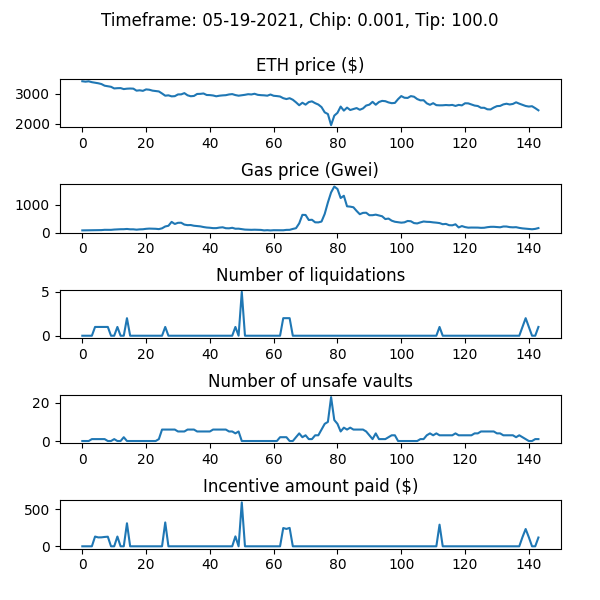 Timeframe: 05-19-2021, Chip: 0.001, Tip: 100.0
ETH price ($)
3000
2000
0 20 40 60 80 100 120 140
Gas price (Gwei)
1000
0
0 20 40 60 80 100 120 140
Number of liquidations
5
0
0 20 40 60 80 100 120 140
Number of unsafe vaults
20
0
0 20 40 60 80 100 120 140
Incentive amount paid ($)
500
0
0 20 40 60 80 100 120 140